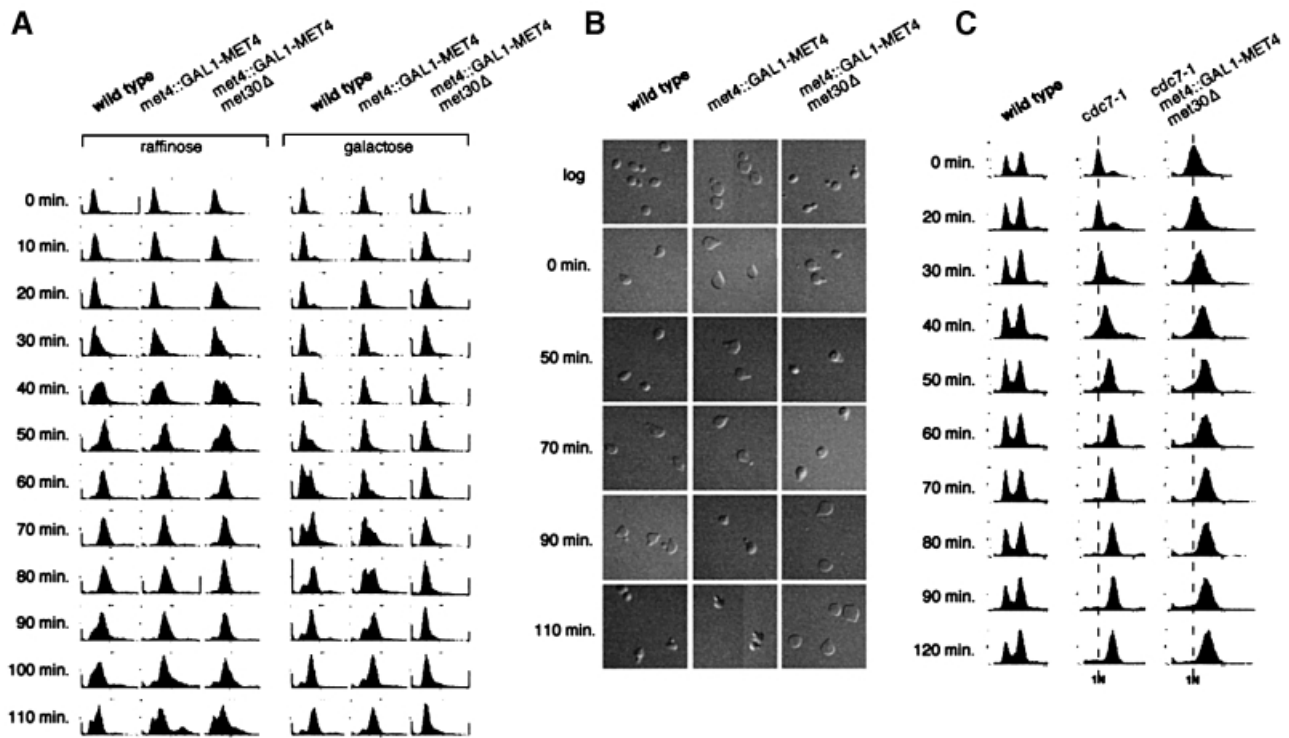 A
wild type
met4::GAL1-MET4
met4::GAL1-MET4
met30Δ
wild type
met4::GAL1-MET4
met4::GAL1-MET4
met30Δ
raffinose
galactose
0 min.
10 min.
20 min.
30 min.
40 min.
50 min.
60 min.
70 min.
80 min.
90 min.
100 min.
110 min.
B
wild type
met4::GAL1-MET4
met4::GAL1-MET4
met30Δ
log
0 min.
50 min.
70 min.
90 min.
110 min.
C
wild type
cdc7-1
cdc7-1
met4::GAL1-MET4
met30Δ
0 min.
20 min.
30 min.
40 min.
50 min.
60 min.
70 min.
80 min.
90 min.
120 min.
1N
1N